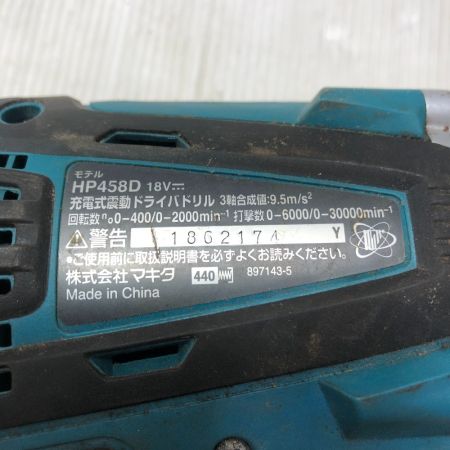 モデル
HP458D 18V⎓
充電式震動ドライバドリル 3軸合成値:9.5m/s²
回転数n₀0-400/0-2000min⁻¹ 打撃数0-6000/0-30000min⁻¹
⚠警告 1862174 Y
•ご使用前に取扱説明書を必ずよくお読みください。
株式会社マキタ 440 897143-5
Made in China